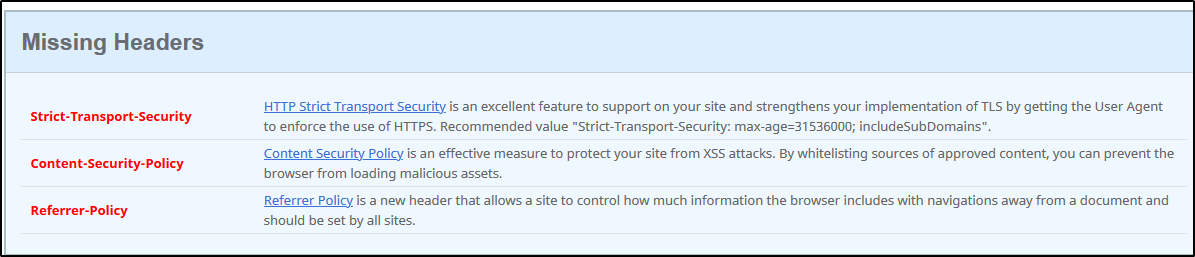 Missing Headers
Strict-Transport-Security
HTTP Strict Transport Security is an excellent feature to support on your site and strengthens your implementation of TLS by getting the User Agent
to enforce the use of HTTPS. Recommended value "Strict-Transport-Security: max-age=31536000; includeSubDomains".
Content-Security-Policy
Content Security Policy is an effective measure to protect your site from XSS attacks. By whitelisting sources of approved content, you can prevent the
browser from loading malicious assets.
Referrer-Policy
Referrer Policy is a new header that allows a site to control how much information the browser includes with navigations away from a document and
should be set by all sites.